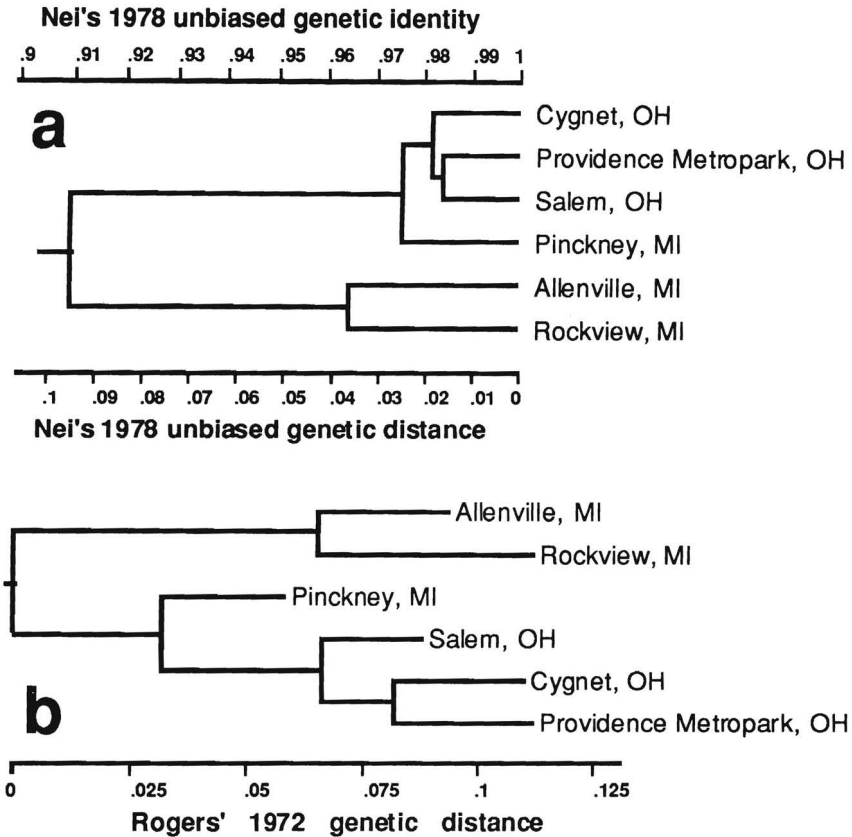 Nei's 1978 unbiased genetic identity
.9 .91 .92 .93 .94 .95 .96 .97 .98 .99 1
a
Cygnet, OH
Providence Metropark, OH
Salem, OH
Pinckney, MI
Allenville, MI
Rockview, MI
.1 .09 .08 .07 .06 .05 .04 .03 .02 .01 0
Nei's 1978 unbiased genetic distance
Allenville, MI
Rockview, MI
Pinckney, MI
Salem, OH
Cygnet, OH
b
Providence Metropark, OH
0 .025 .05 .075 .1 .125
Rogers' 1972 genetic distance